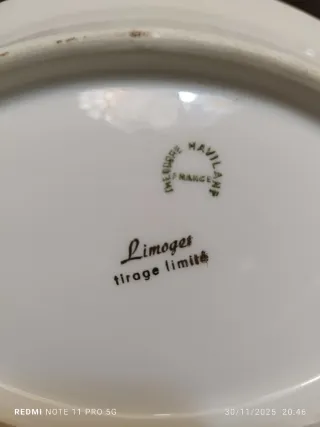 THEODORE HAVILAND
FRANCE
Limoges
tirage limité
REDMI NOTE 11 PRO 5G
30/11/2025 20:46